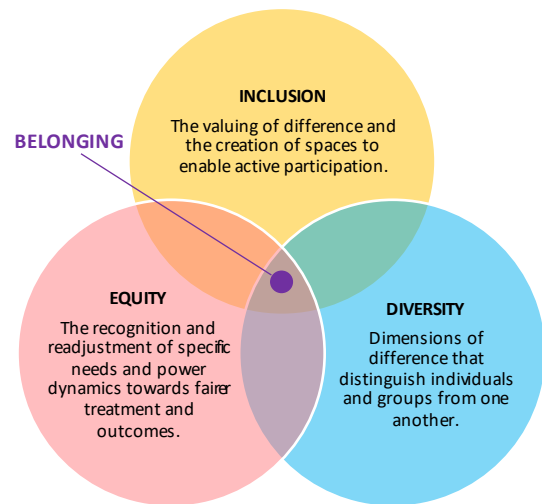 INCLUSION
The valuing of difference and
the creation of spaces to
enable active participation.
BELONGING
EQUITY
The recognition and
readjustment of specific
needs and power
dynamics towards fairer
treatment and
outcomes.
DIVERSITY
Dimensions of
difference that
distinguish individuals
and groups from one
another.